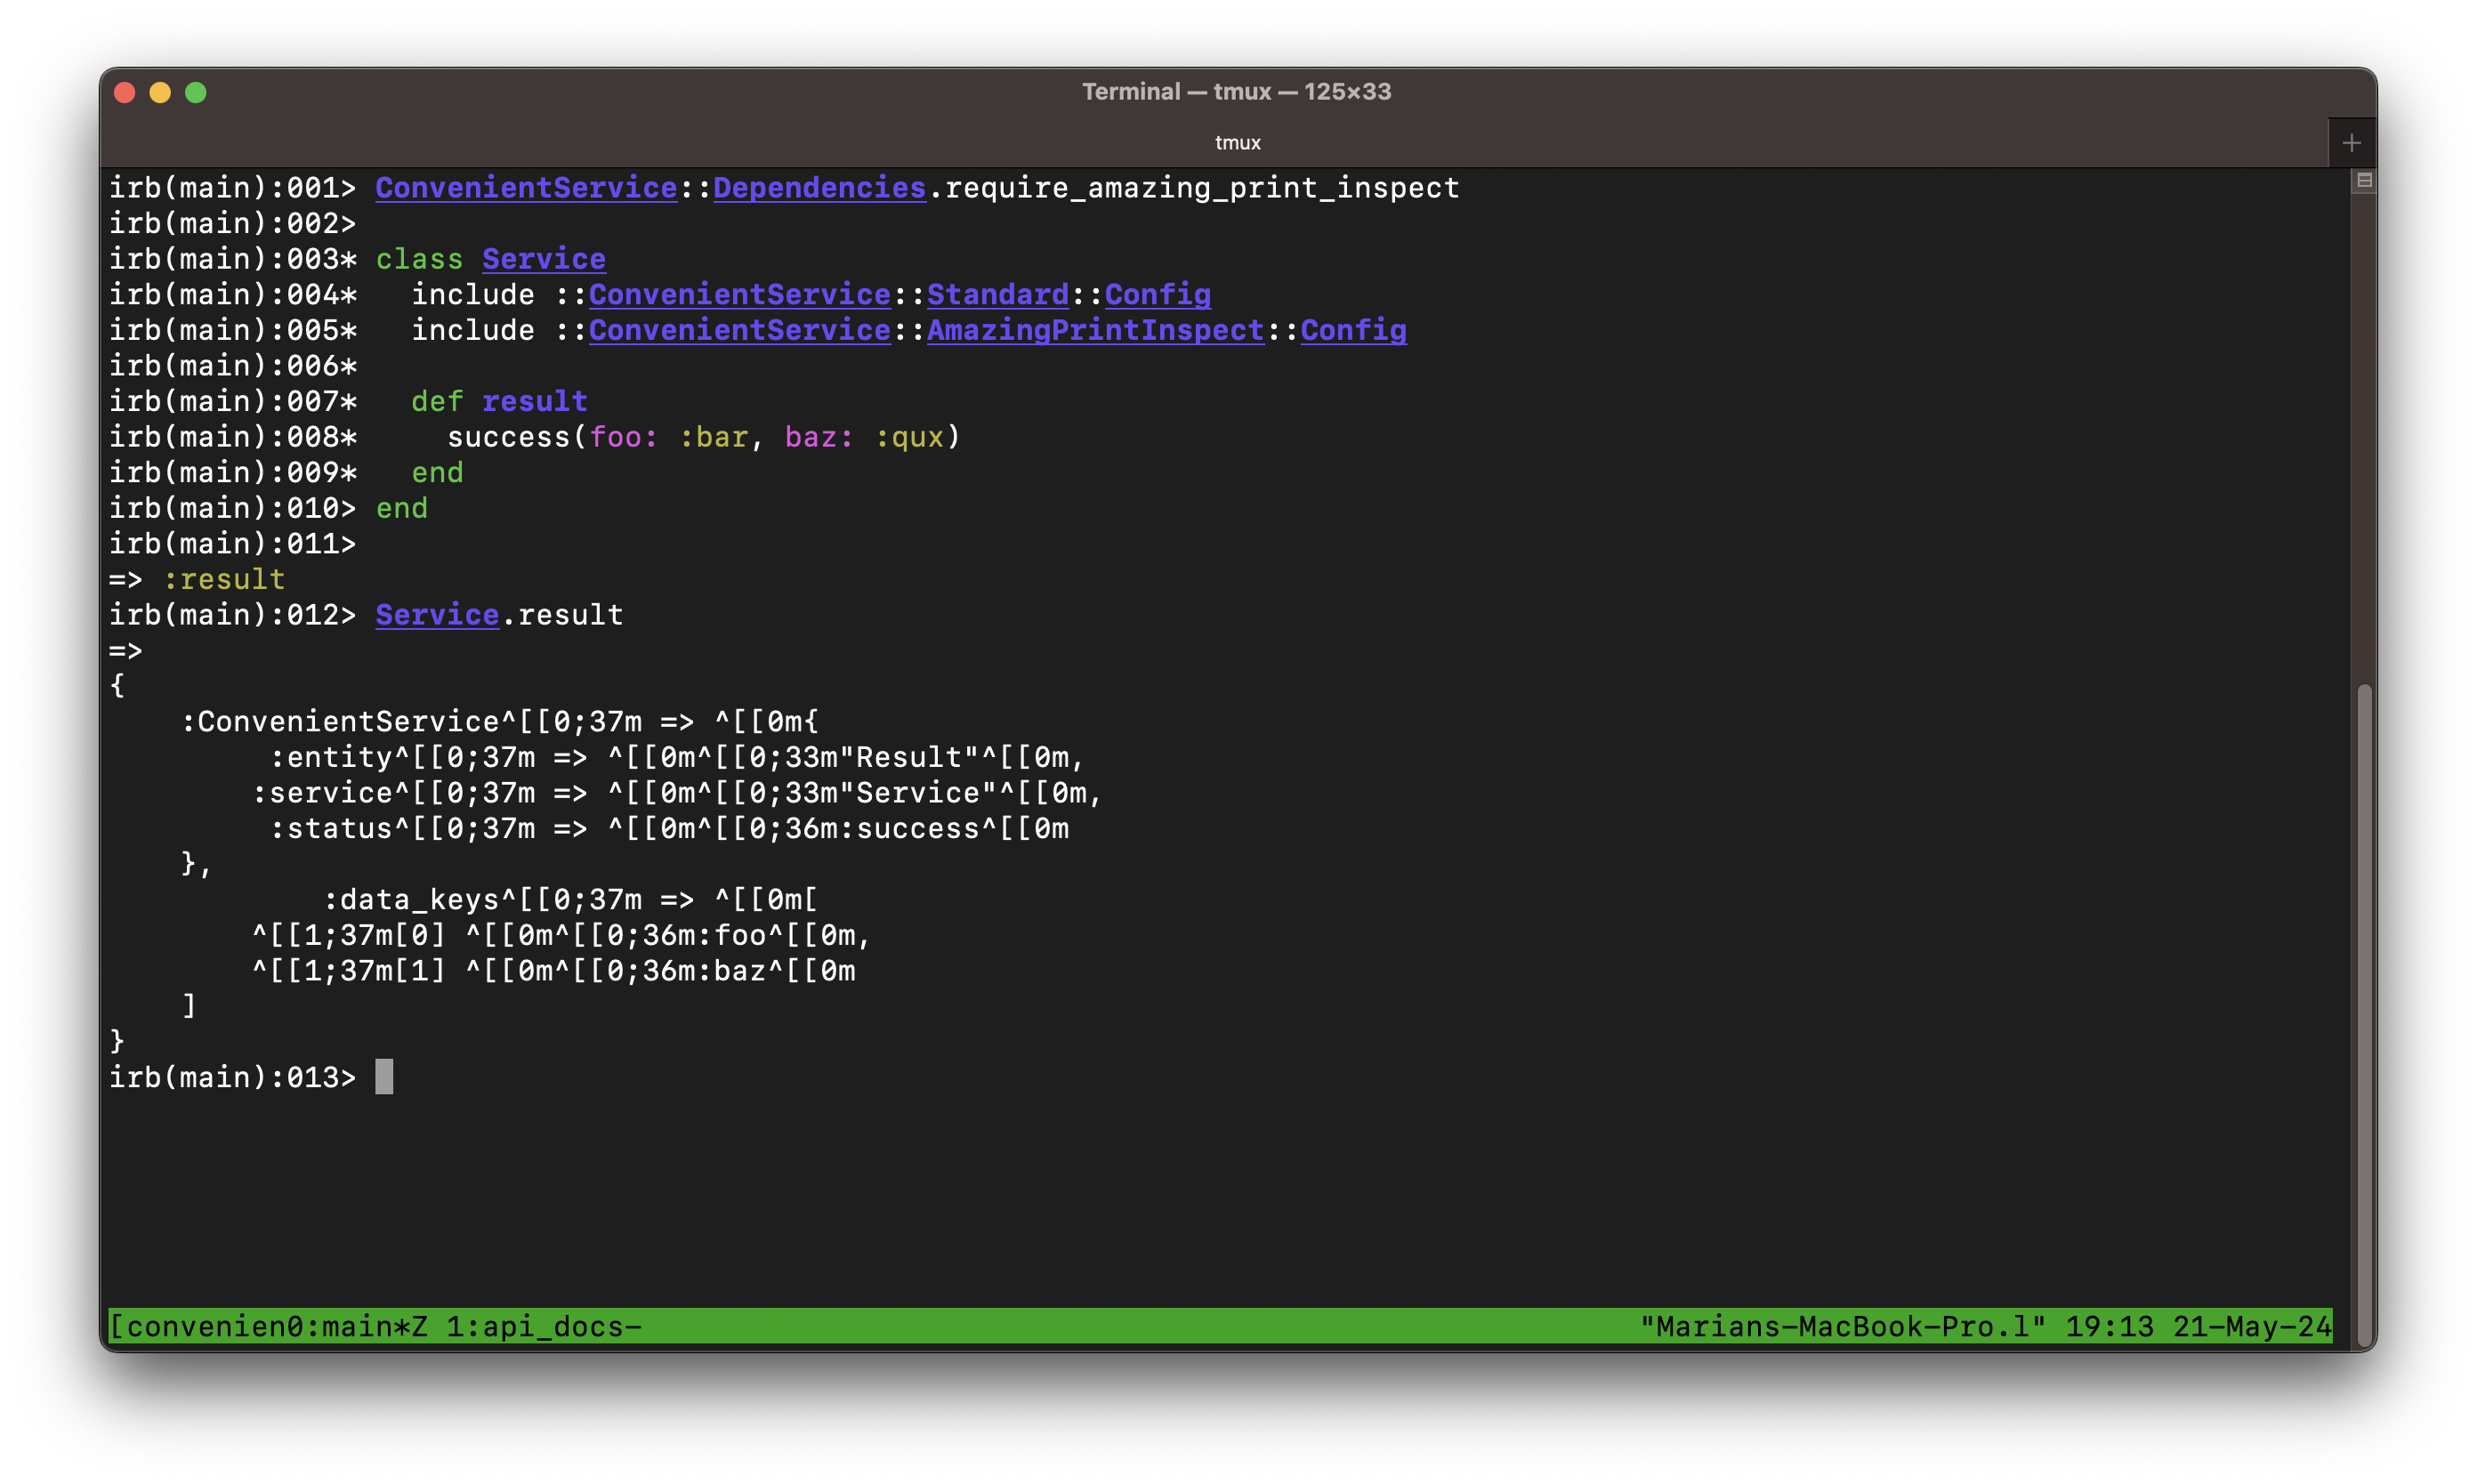 Terminal — tmux — 125×33
tmux
irb(main):001> ConvenientService::Dependencies.require_amazing_print_inspect
irb(main):002>
irb(main):003* class Service
irb(main):004*   include ::ConvenientService::Standard::Config
irb(main):005*   include ::ConvenientService::AmazingPrintInspect::Config
irb(main):006*
irb(main):007*   def result
irb(main):008*     success(foo: :bar, baz: :qux)
irb(main):009*   end
irb(main):010> end
irb(main):011>
=> :result
irb(main):012> Service.result
=>
{
    :ConvenientService^[[0;37m => ^[[0m{
         :entity^[[0;37m => ^[[0m^[[0;33m"Result"^[[0m,
        :service^[[0;37m => ^[[0m^[[0;33m"Service"^[[0m,
         :status^[[0;37m => ^[[0m^[[0;36m:success^[[0m
    },
            :data_keys^[[0;37m => ^[[0m[
        ^[[1;37m[0] ^[[0m^[[0;36m:foo^[[0m,
        ^[[1;37m[1] ^[[0m^[[0;36m:baz^[[0m
    ]
}
irb(main):013>
[convenien0:main*Z 1:api_docs- "Marians-MacBook-Pro.l" 19:13 21-May-24